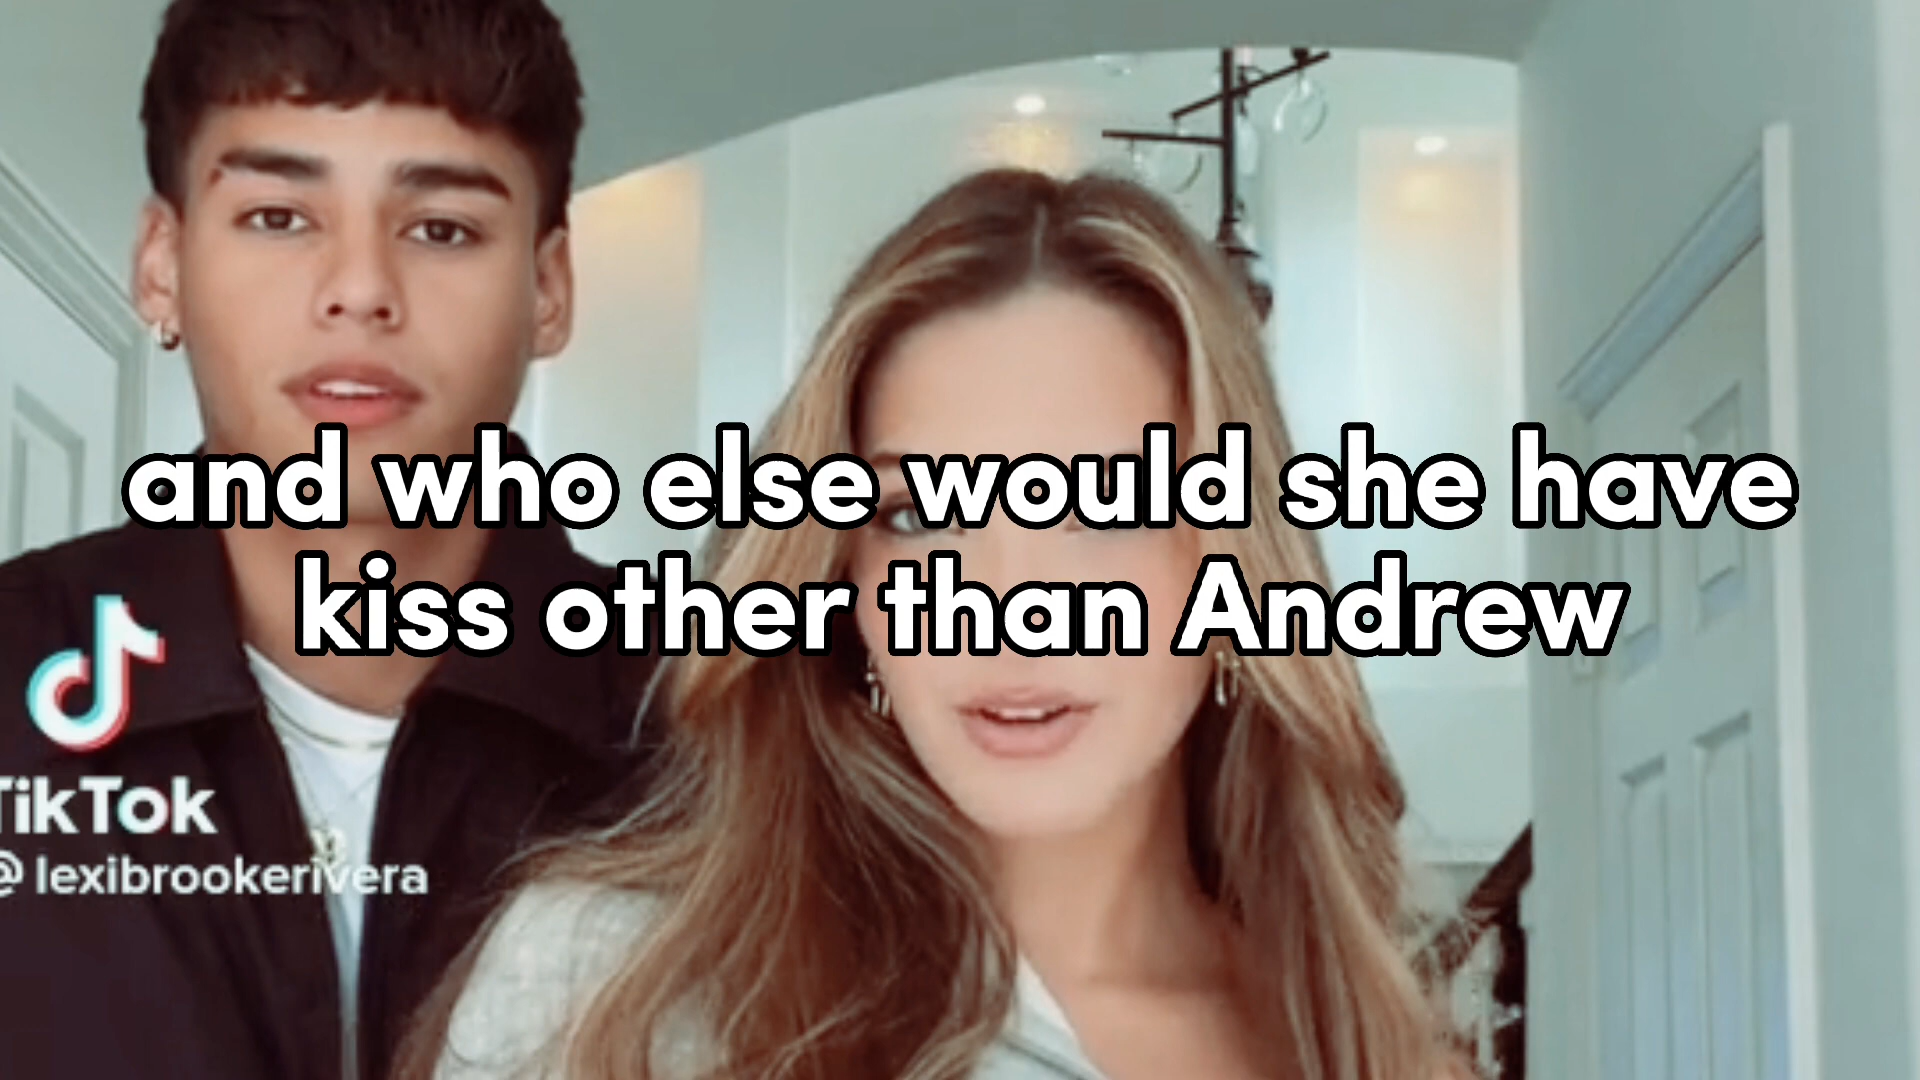 and who else would she have
kiss other than Andrew
TikTok
@lexibrookerivera